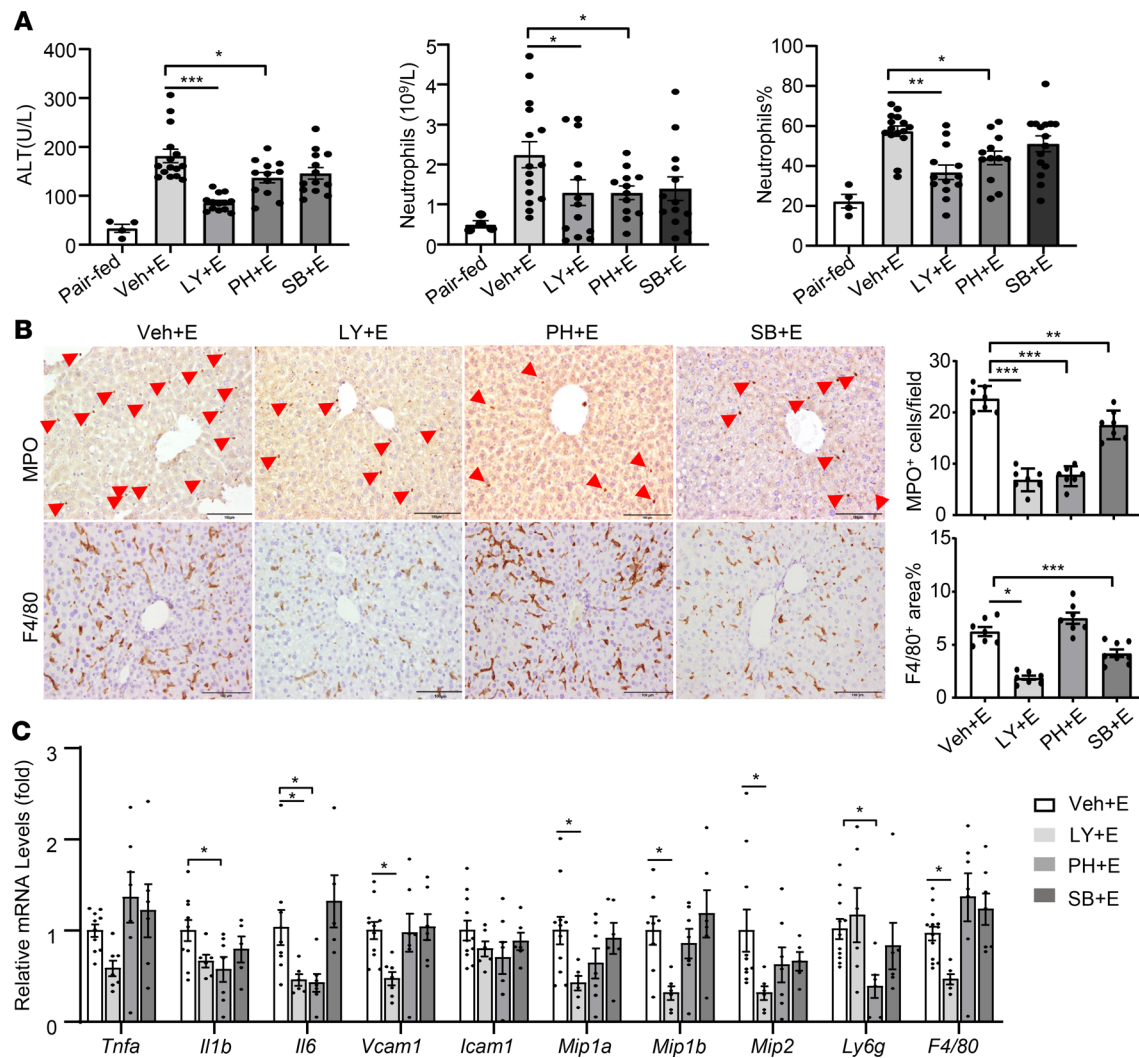 A
ALT(U/L)
400
300
200
100
0
***
*
Pair-fed
Veh+E
LY+E
PH+E
SB+E
Neutrophils (10⁹/L)
5
4
3
2
1
0
*
*
Pair-fed
Veh+E
LY+E
PH+E
SB+E
Neutrophils%
100
80
60
40
20
0
*
**
Pair-fed
Veh+E
LY+E
PH+E
SB+E
B
Veh+E
LY+E
PH+E
SB+E
MPO
F4/80
MPO⁺ cells/field
30
20
10
0
**
***
***
F4/80⁺ area%
15
10
5
0
***
*
Veh+E
LY+E
PH+E
SB+E
C
Relative mRNA Levels (fold)
3
2
1
0
*
*
*
*
*
*
*
*
*
Tnfa
Il1b
Il6
Vcam1
Icam1
Mip1a
Mip1b
Mip2
Ly6g
F4/80
Veh+E
LY+E
PH+E
SB+E